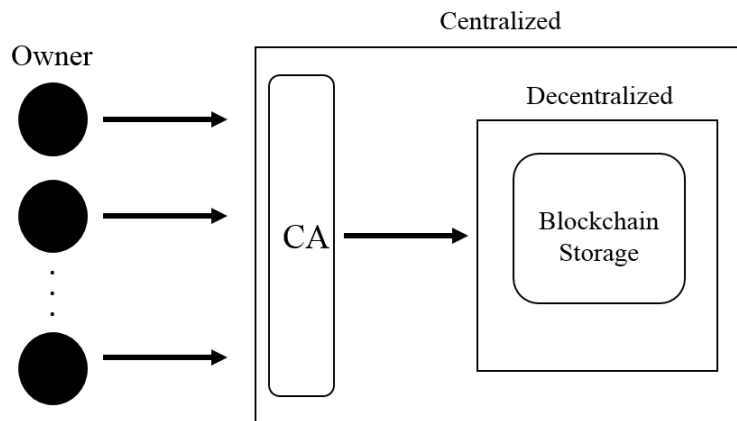 Centralized
Owner
Decentralized
CA
Blockchain
Storage